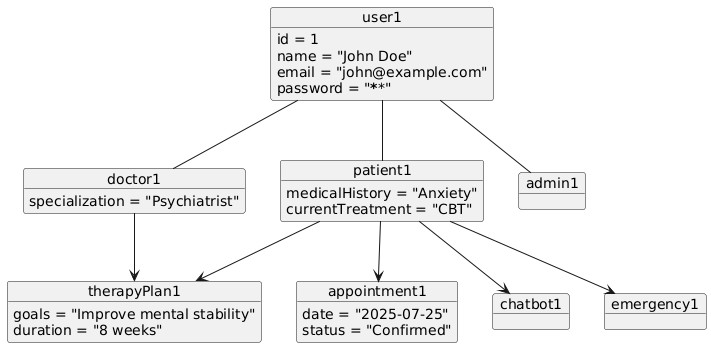 user1
id = 1
name = "John Doe"
email = "john@example.com"
password = "**"
doctor1
specialization = "Psychiatrist"
patient1
medicalHistory = "Anxiety"
currentTreatment = "CBT"
admin1
therapyPlan1
goals = "Improve mental stability"
duration = "8 weeks"
appointment1
date = "2025-07-25"
status = "Confirmed"
chatbot1
emergency1